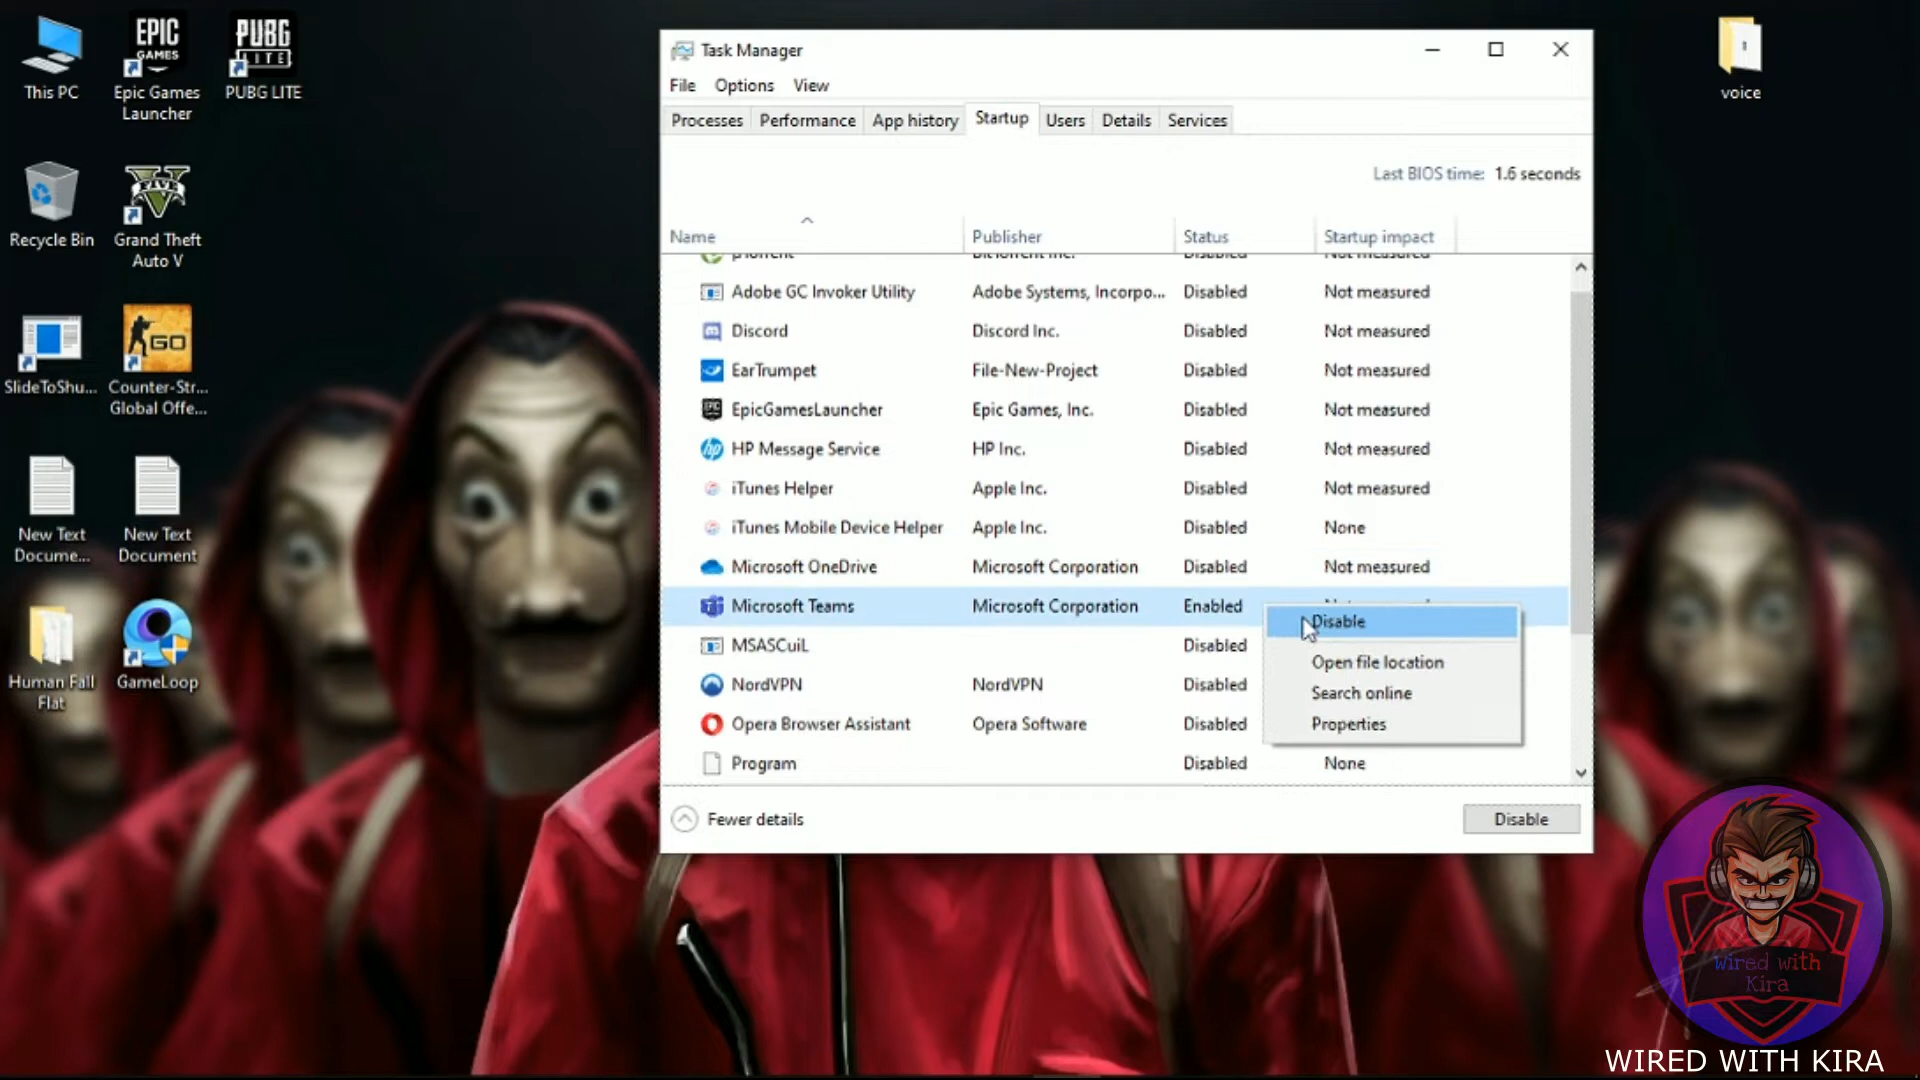 This PC
EPIC
GAMES
Epic Games
Launcher
PUBG
LITE
PUBG LITE
Recycle Bin
FIVE
Grand Theft
Auto V
SlideToShu...
GO
Counter-Str...
Global Offe...
New Text
Docume...
New Text
Document
Human Fall
Flat
GameLoop
voice
Task Manager
File Options View
Processes Performance App history Startup Users Details Services
Last BIOS time: 1.6 seconds
Name Publisher Status Startup impact
µTorrent BitTorrent Inc. Disabled Not measured
Adobe GC Invoker Utility Adobe Systems, Incorpo... Disabled Not measured
Discord Discord Inc. Disabled Not measured
EarTrumpet File-New-Project Disabled Not measured
EpicGamesLauncher Epic Games, Inc. Disabled Not measured
HP Message Service HP Inc. Disabled Not measured
iTunes Helper Apple Inc. Disabled Not measured
iTunes Mobile Device Helper Apple Inc. Disabled None
Microsoft OneDrive Microsoft Corporation Disabled Not measured
Microsoft Teams Microsoft Corporation Enabled
MSASCuiL Disabled
NordVPN NordVPN Disabled
Opera Browser Assistant Opera Software Disabled
Program Disabled None
Disable
Open file location
Search online
Properties
Fewer details Disable
wired with
Kira
WIRED WITH KIRA